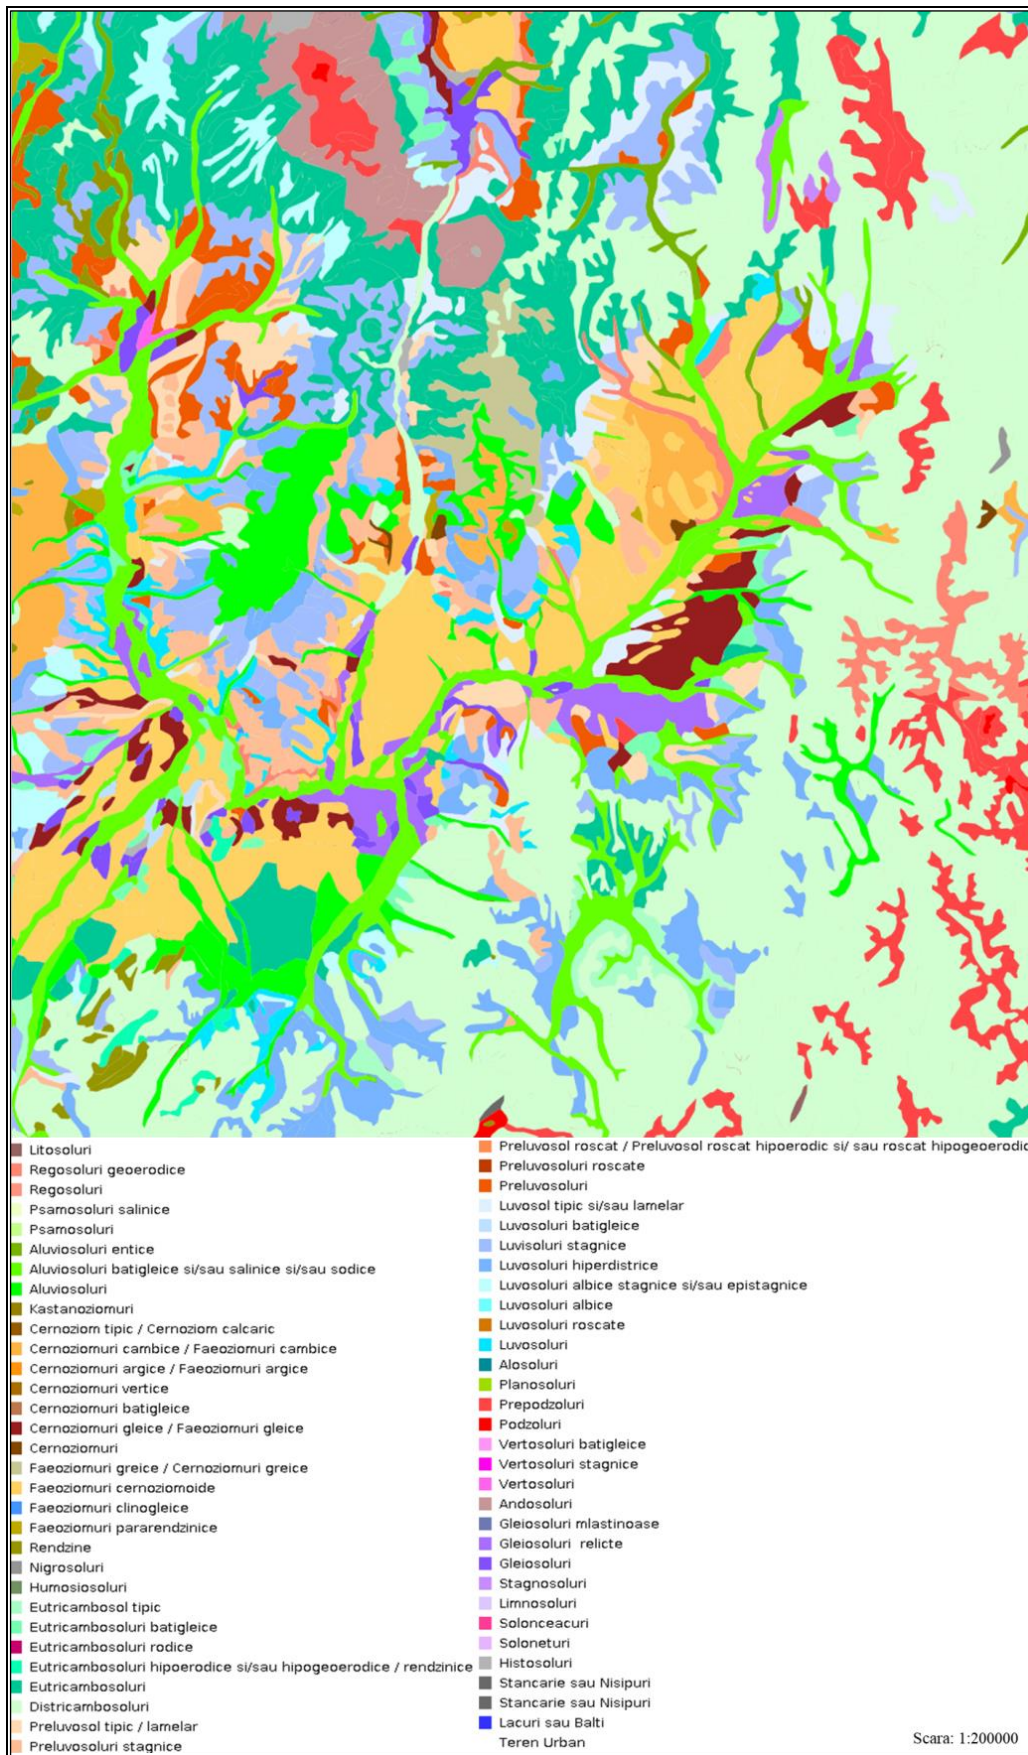 Litosoluri
Regosoluri geoerodice
Regosoluri
Psamosoluri salinice
Psamosoluri
Aluviosoluri entice
Aluviosoluri batigleice si/sau salinice si/sau sodice
Aluviosoluri
Kastanoziomuri
Cernoziom tipic / Cernoziom calcaric
Cernoziomuri cambice / Faeoziomuri cambice
Cernoziomuri argice / Faeoziomuri argice
Cernoziomuri vertice
Cernoziomuri batigleice
Cernoziomuri gleice / Faeoziomuri gleice
Cernoziomuri
Faeoziomuri greice / Cernoziomuri greice
Faeoziomuri cernoziomoide
Faeoziomuri clinogleice
Faeoziomuri pararendzinice
Rendzine
Nigrosoluri
Humosiosoluri
Eutricambosol tipic
Eutricambosoluri batigleice
Eutricambosoluri rodice
Eutricambosoluri hipoerodice si/sau hipogeoerodice / rendzinice
Eutricambosoluri
Districambosoluri
Preluvosol tipic / lamelar
Preluvosoluri stagnice
Preluvosol roscat / Preluvosol roscat hipoerodic si/ sau roscat hipogeoerodic
Preluvosoluri roscate
Preluvosoluri
Luvosol tipic si/sau lamelar
Luvosoluri batigleice
Luvisoluri stagnice
Luvosoluri hiperdistrice
Luvosoluri albice stagnice si/sau epistagnice
Luvosoluri albice
Luvosoluri roscate
Luvosoluri
Alosoluri
Planosoluri
Prepodzoluri
Podzoluri
Vertosoluri batigleice
Vertosoluri stagnice
Vertosoluri
Andosoluri
Gleiosoluri mlastinoase
Gleiosoluri relicte
Gleiosoluri
Stagnosoluri
Limnosoluri
Solonceacuri
Soloneturi
Histosoluri
Stancarie sau Nisipuri
Stancarie sau Nisipuri
Lacuri sau Balti
Teren Urban
Scara: 1:200000